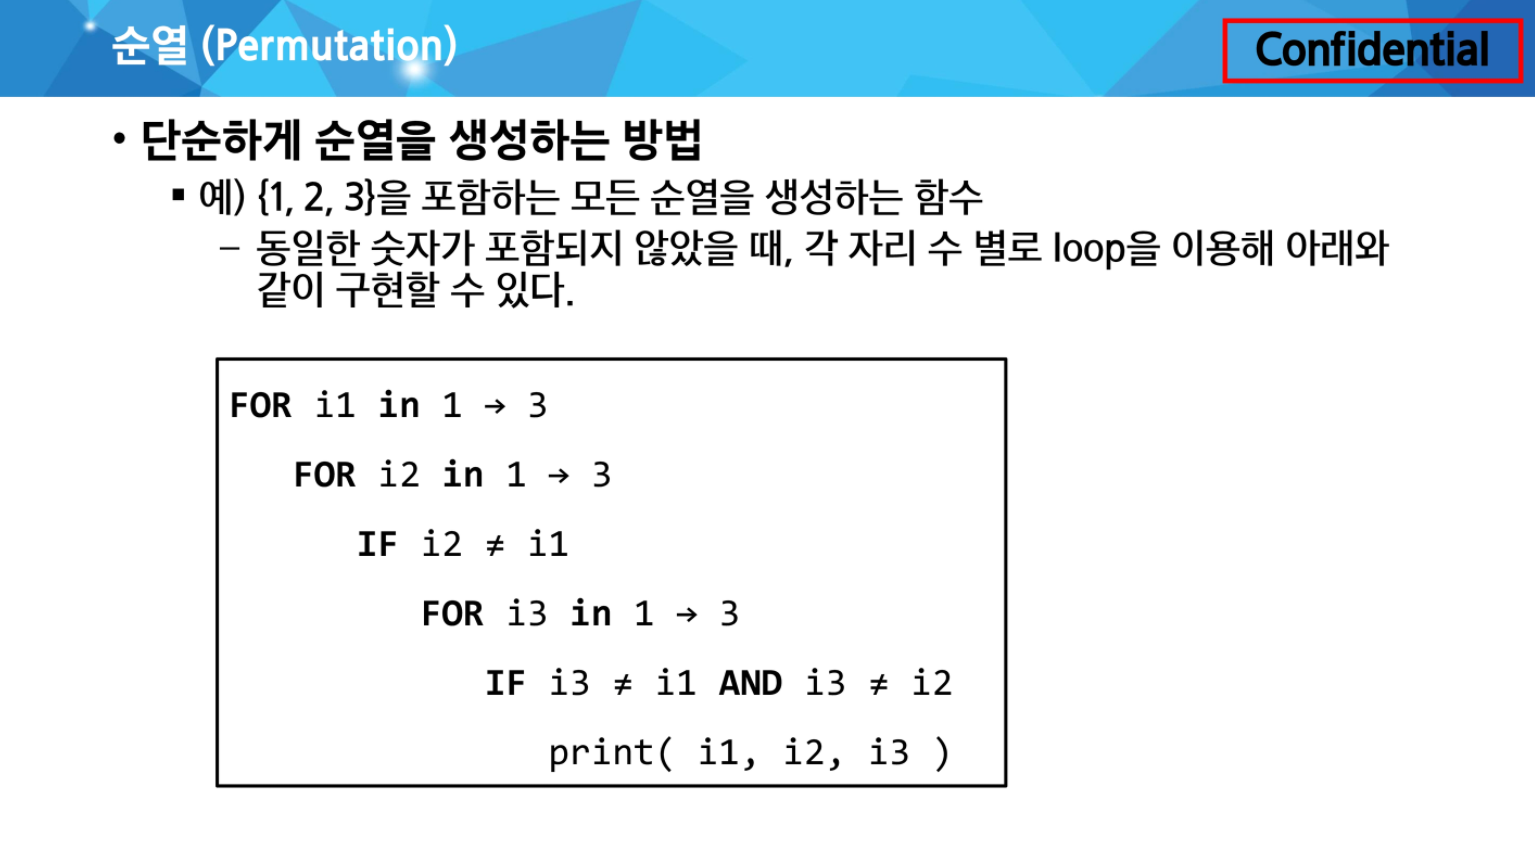 순열 (Permutation)
Confidential
• 단순하게 순열을 생성하는 방법
▪ 예) {1, 2, 3}을 포함하는 모든 순열을 생성하는 함수
– 동일한 숫자가 포함되지 않았을 때, 각 자리 수 별로 loop을 이용해 아래와
같이 구현할 수 있다.
FOR i1 in 1 → 3
FOR i2 in 1 → 3
IF i2 ≠ i1
FOR i3 in 1 → 3
IF i3 ≠ i1 AND i3 ≠ i2
print( i1, i2, i3 )